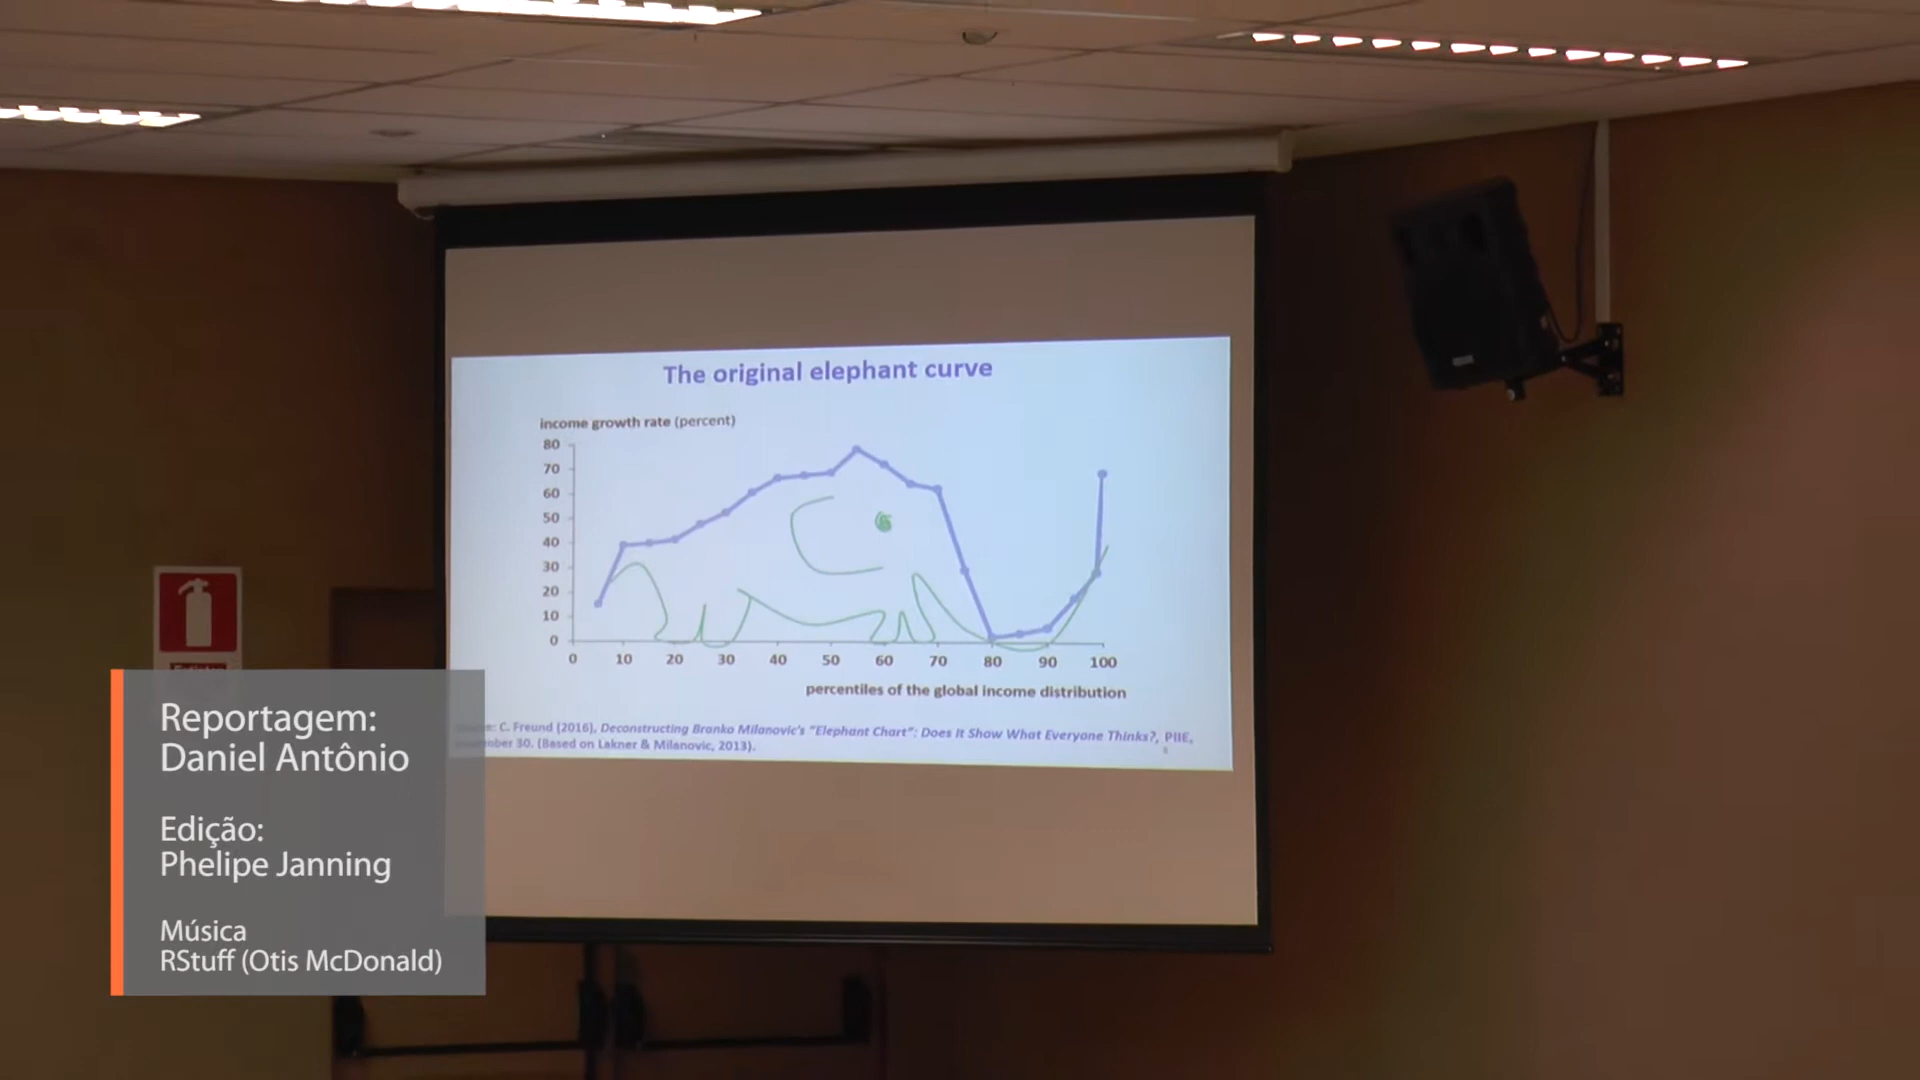 The original elephant curve
income growth rate (percent)
80
70
60
50
40
30
20
10
0
0 10 20 30 40 50 60 70 80 90 100
percentiles of the global income distribution
C. Freund (2016), Deconstructing Branko Milanovic's "Elephant Chart": Does It Show What Everyone Thinks?, PIIE,
30. (Based on Lakner & Milanovic, 2013).
Reportagem:
Daniel Antônio
Edição:
Phelipe Janning
Música
RStuff (Otis McDonald)